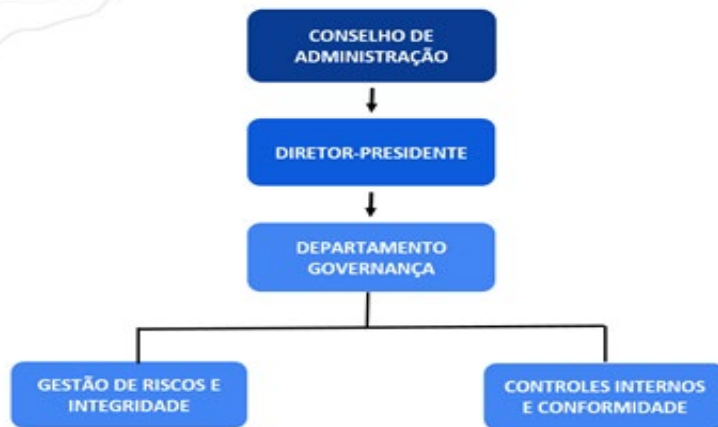 CONSELHO DE
ADMINISTRAÇÃO
DIRETOR-PRESIDENTE
DEPARTAMENTO
GOVERNANÇA
GESTÃO DE RISCOS E
INTEGRIDADE
CONTROLES INTERNOS
E CONFORMIDADE